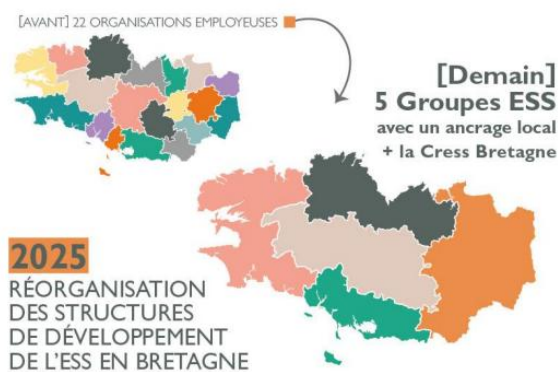 [AVANT] 22 ORGANISATIONS EMPLOYEUSES
[Demain]
5 Groupes ESS
avec un ancrage local
+ la Cress Bretagne
2025
RÉORGANISATION
DES STRUCTURES
DE DÉVELOPPEMENT
DE L'ESS EN BRETAGNE